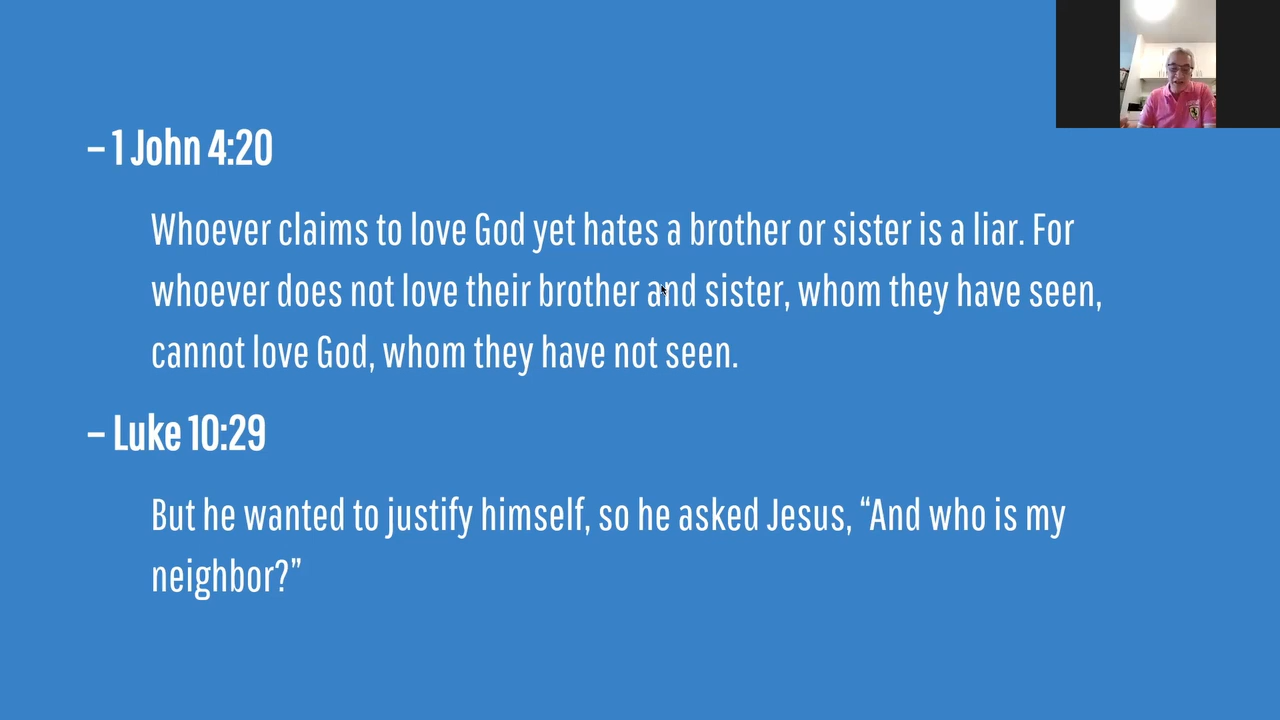 – 1 John 4:20
Whoever claims to love God yet hates a brother or sister is a liar. For
whoever does not love their brother and sister, whom they have seen,
cannot love God, whom they have not seen.
– Luke 10:29
But he wanted to justify himself, so he asked Jesus, “And who is my
neighbor?”